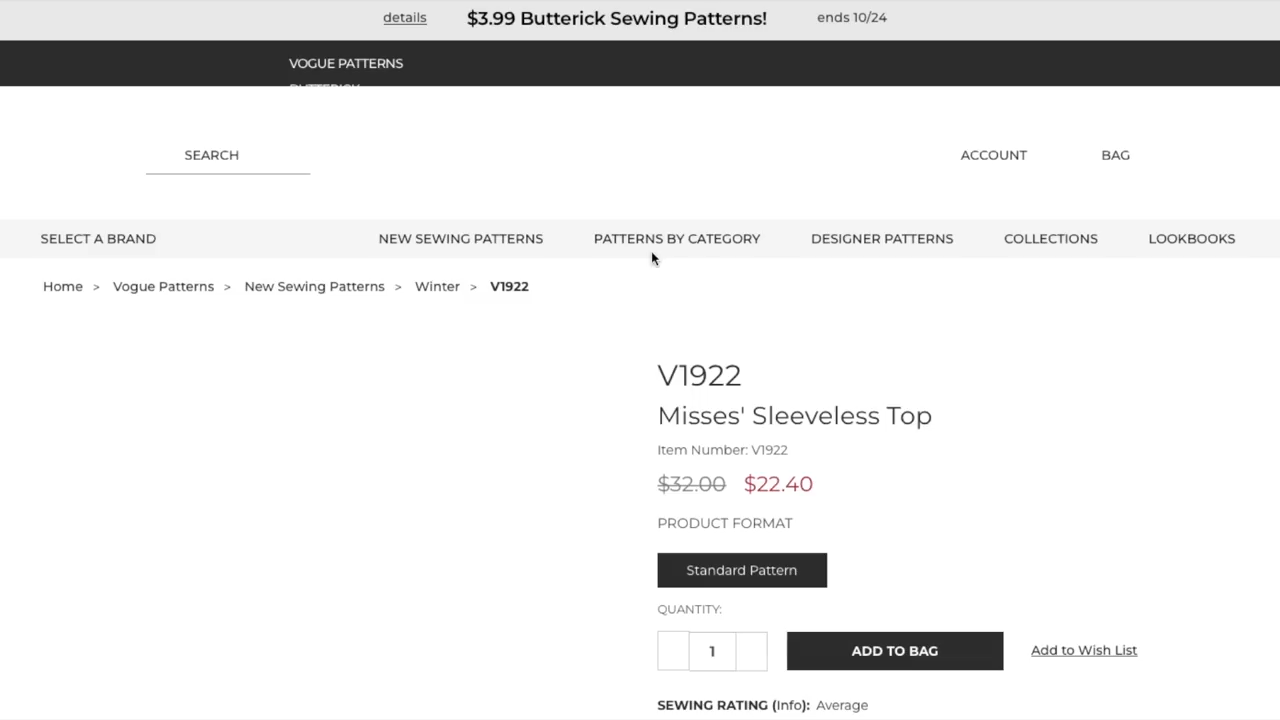 details $3.99 Butterick Sewing Patterns! ends 10/24
VOGUE PATTERNS
SEARCH ACCOUNT BAG
SELECT A BRAND NEW SEWING PATTERNS PATTERNS BY CATEGORY DESIGNER PATTERNS COLLECTIONS LOOKBOOKS
Home > Vogue Patterns > New Sewing Patterns > Winter > V1922
V1922
Misses' Sleeveless Top
Item Number: V1922
$32.00 $22.40
PRODUCT FORMAT
Standard Pattern
QUANTITY:
1 ADD TO BAG Add to Wish List
SEWING RATING (Info): Average